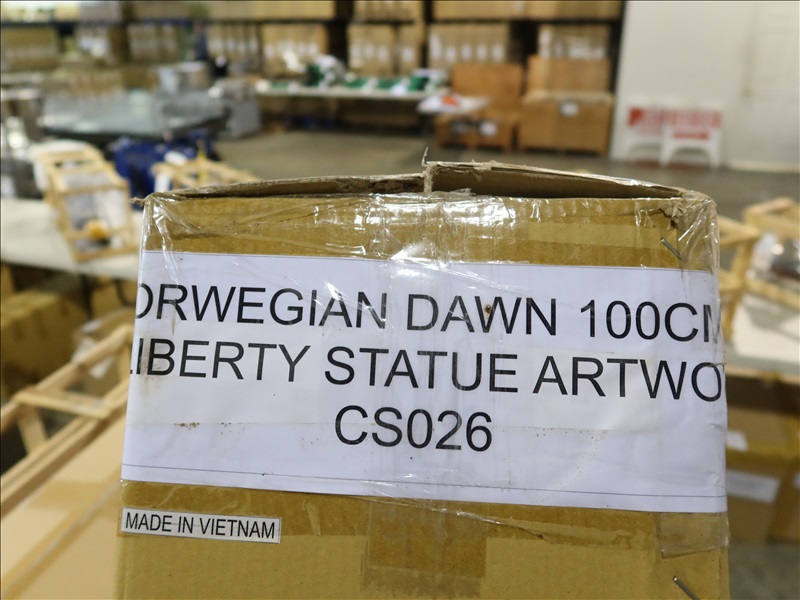 ORWEGIAN DAWN 100CM
LIBERTY STATUE ARTWO
CS026
MADE IN VIETNAM